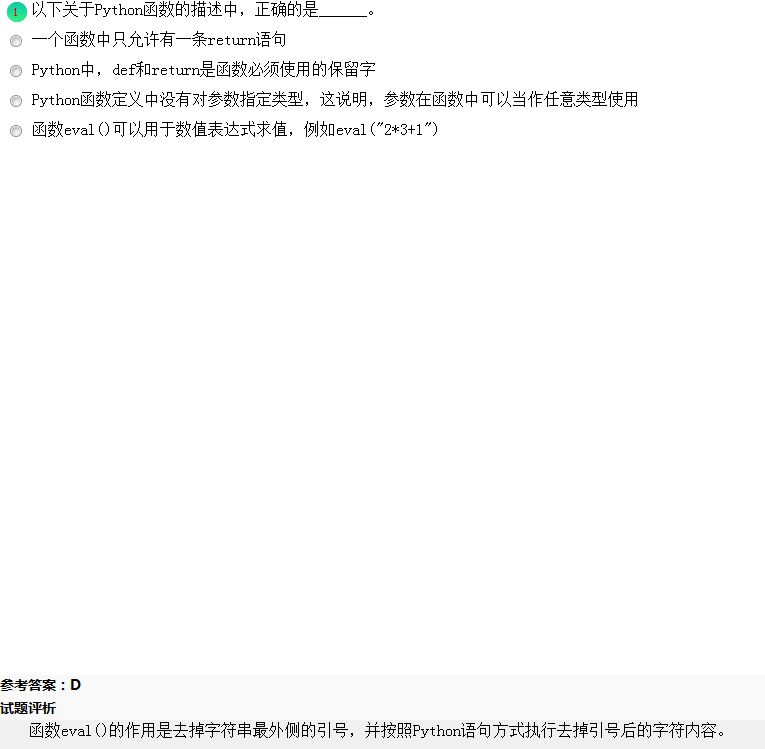 1 以下关于Python函数的描述中，正确的是______。
一个函数中只允许有一条return语句
Python中，def和return是函数必须使用的保留字
Python函数定义中没有对参数指定类型，这说明，参数在函数中可以当作任意类型使用
函数eval()可以用于数值表达式求值，例如eval("2*3+1")
参考答案：D
试题评析
函数eval()的作用是去掉字符串最外侧的引号，并按照Python语句方式执行去掉引号后的字符内容。